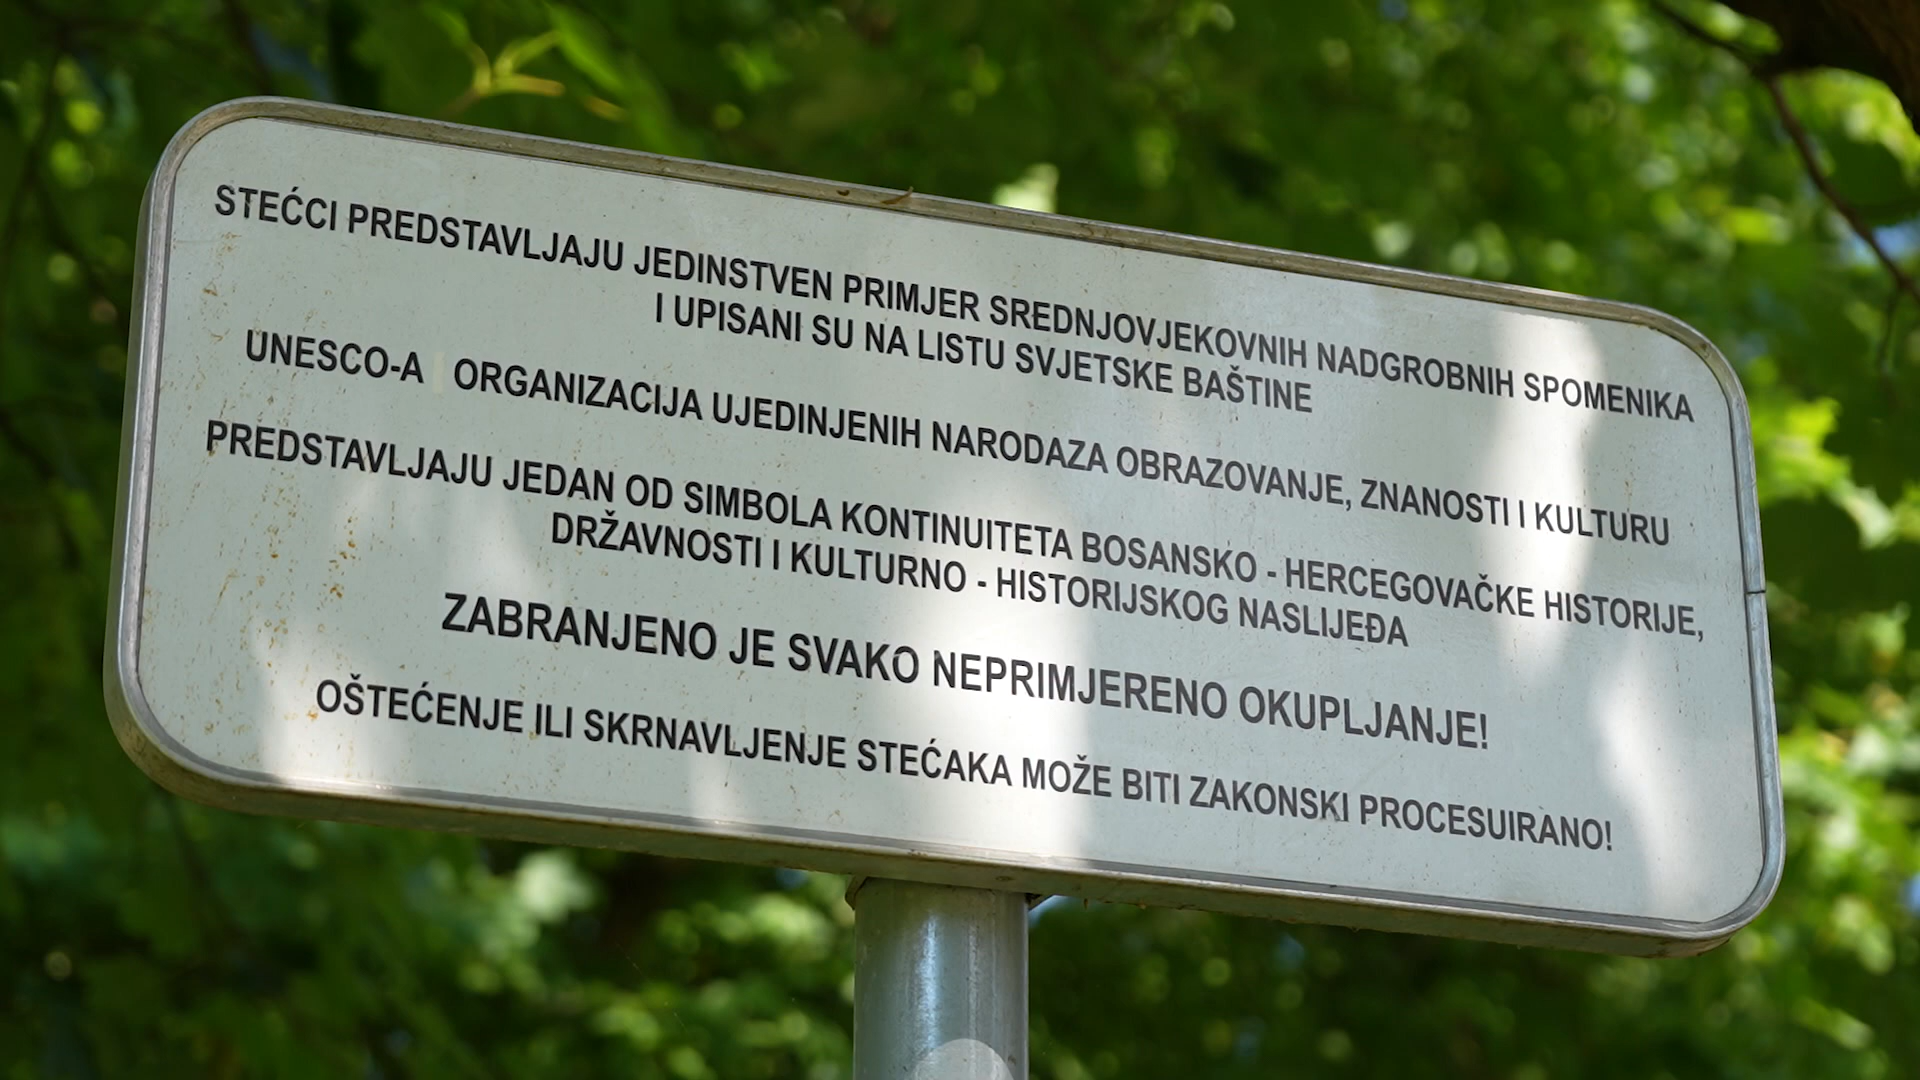 STEĆCI PREDSTAVLJAJU JEDINSTVEN PRIMJER SREDNJOVJEKOVNIH NADGROBNIH SPOMENIKA
I UPISANI SU NA LISTU SVJETSKE BAŠTINE
UNESCO-A ORGANIZACIJA UJEDINJENIH NARODAZA OBRAZOVANJE, ZNANOSTI I KULTURU
PREDSTAVLJAJU JEDAN OD SIMBOLA KONTINUITETA BOSANSKO - HERCEGOVAČKE HISTORIJE,
DRŽAVNOSTI I KULTURNO - HISTORIJSKOG NASLIJEĐA
ZABRANJENO JE SVAKO NEPRIMJERENO OKUPLJANJE!
OŠTEĆENJE ILI SKRNAVLJENJE STEĆAKA MOŽE BITI ZAKONSKI PROCESUIRANO!